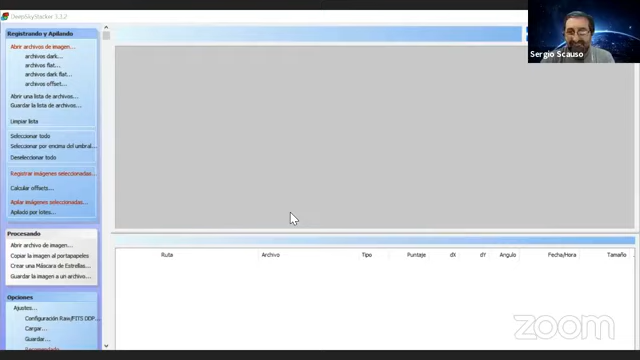 DeepSkyStacker 3.3.2
Registrando y Apilando
Abrir archivos de imagen...
archivos dark...
archivos flat...
archivos dark flat...
archivos offset...
Abrir una lista de archivos...
Guardar la lista de archivos...
Limpiar lista
Seleccionar todo
Seleccionar por encima del umbral...
Deseleccionar todo
Registrar imágenes seleccionadas...
Calcular offsets...
Apilar imágenes seleccionadas...
Apilado por lotes...
Procesando
Abrir archivo de imagen...
Copiar la imagen al portapapeles
Crear una Máscara de Estrellas...
Guardar la imagen a un archivo...
Opciones
Ajustes...
Configuración Raw/FITS DDP...
Cargar...
Guardar...
Recomendado
Ruta Archivo Tipo Puntaje dX dY Angulo Fecha/Hora Tamaño
Sergio Scauso
zoom